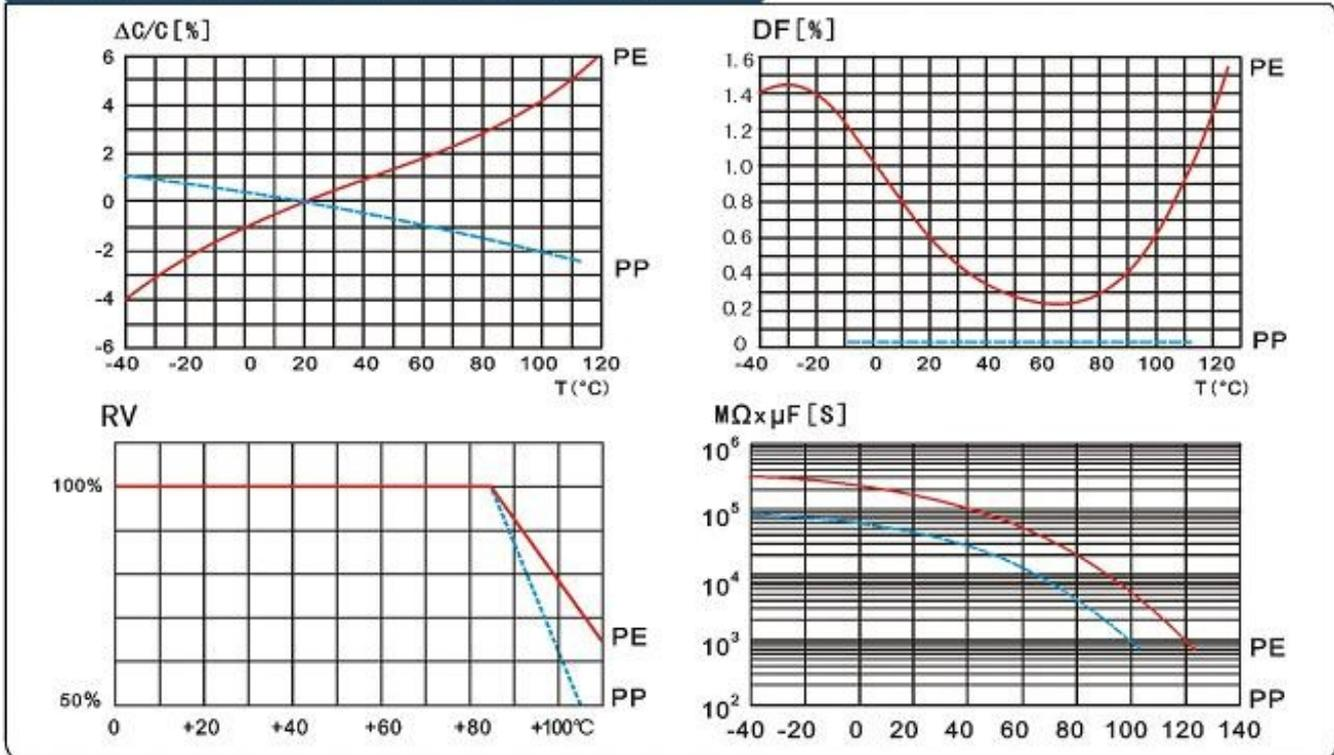 ΔC/C[%]
6
4
2
0
-2
-4
-6
-40 -20 0 20 40 60 80 100 120
T(°C)
PE
PP
DF[%]
1.6
1.4
1.2
1.0
0.8
0.6
0.4
0.2
0
-40 -20 0 20 40 60 80 100 120
T(°C)
PE
PP
RV
100%
50%
0 +20 +40 +60 +80 +100℃
PE
PP
MΩxμF[S]
10⁶
10⁵
10⁴
10³
10²
-40 -20 0 20 40 60 80 100 120 140
PE
PP